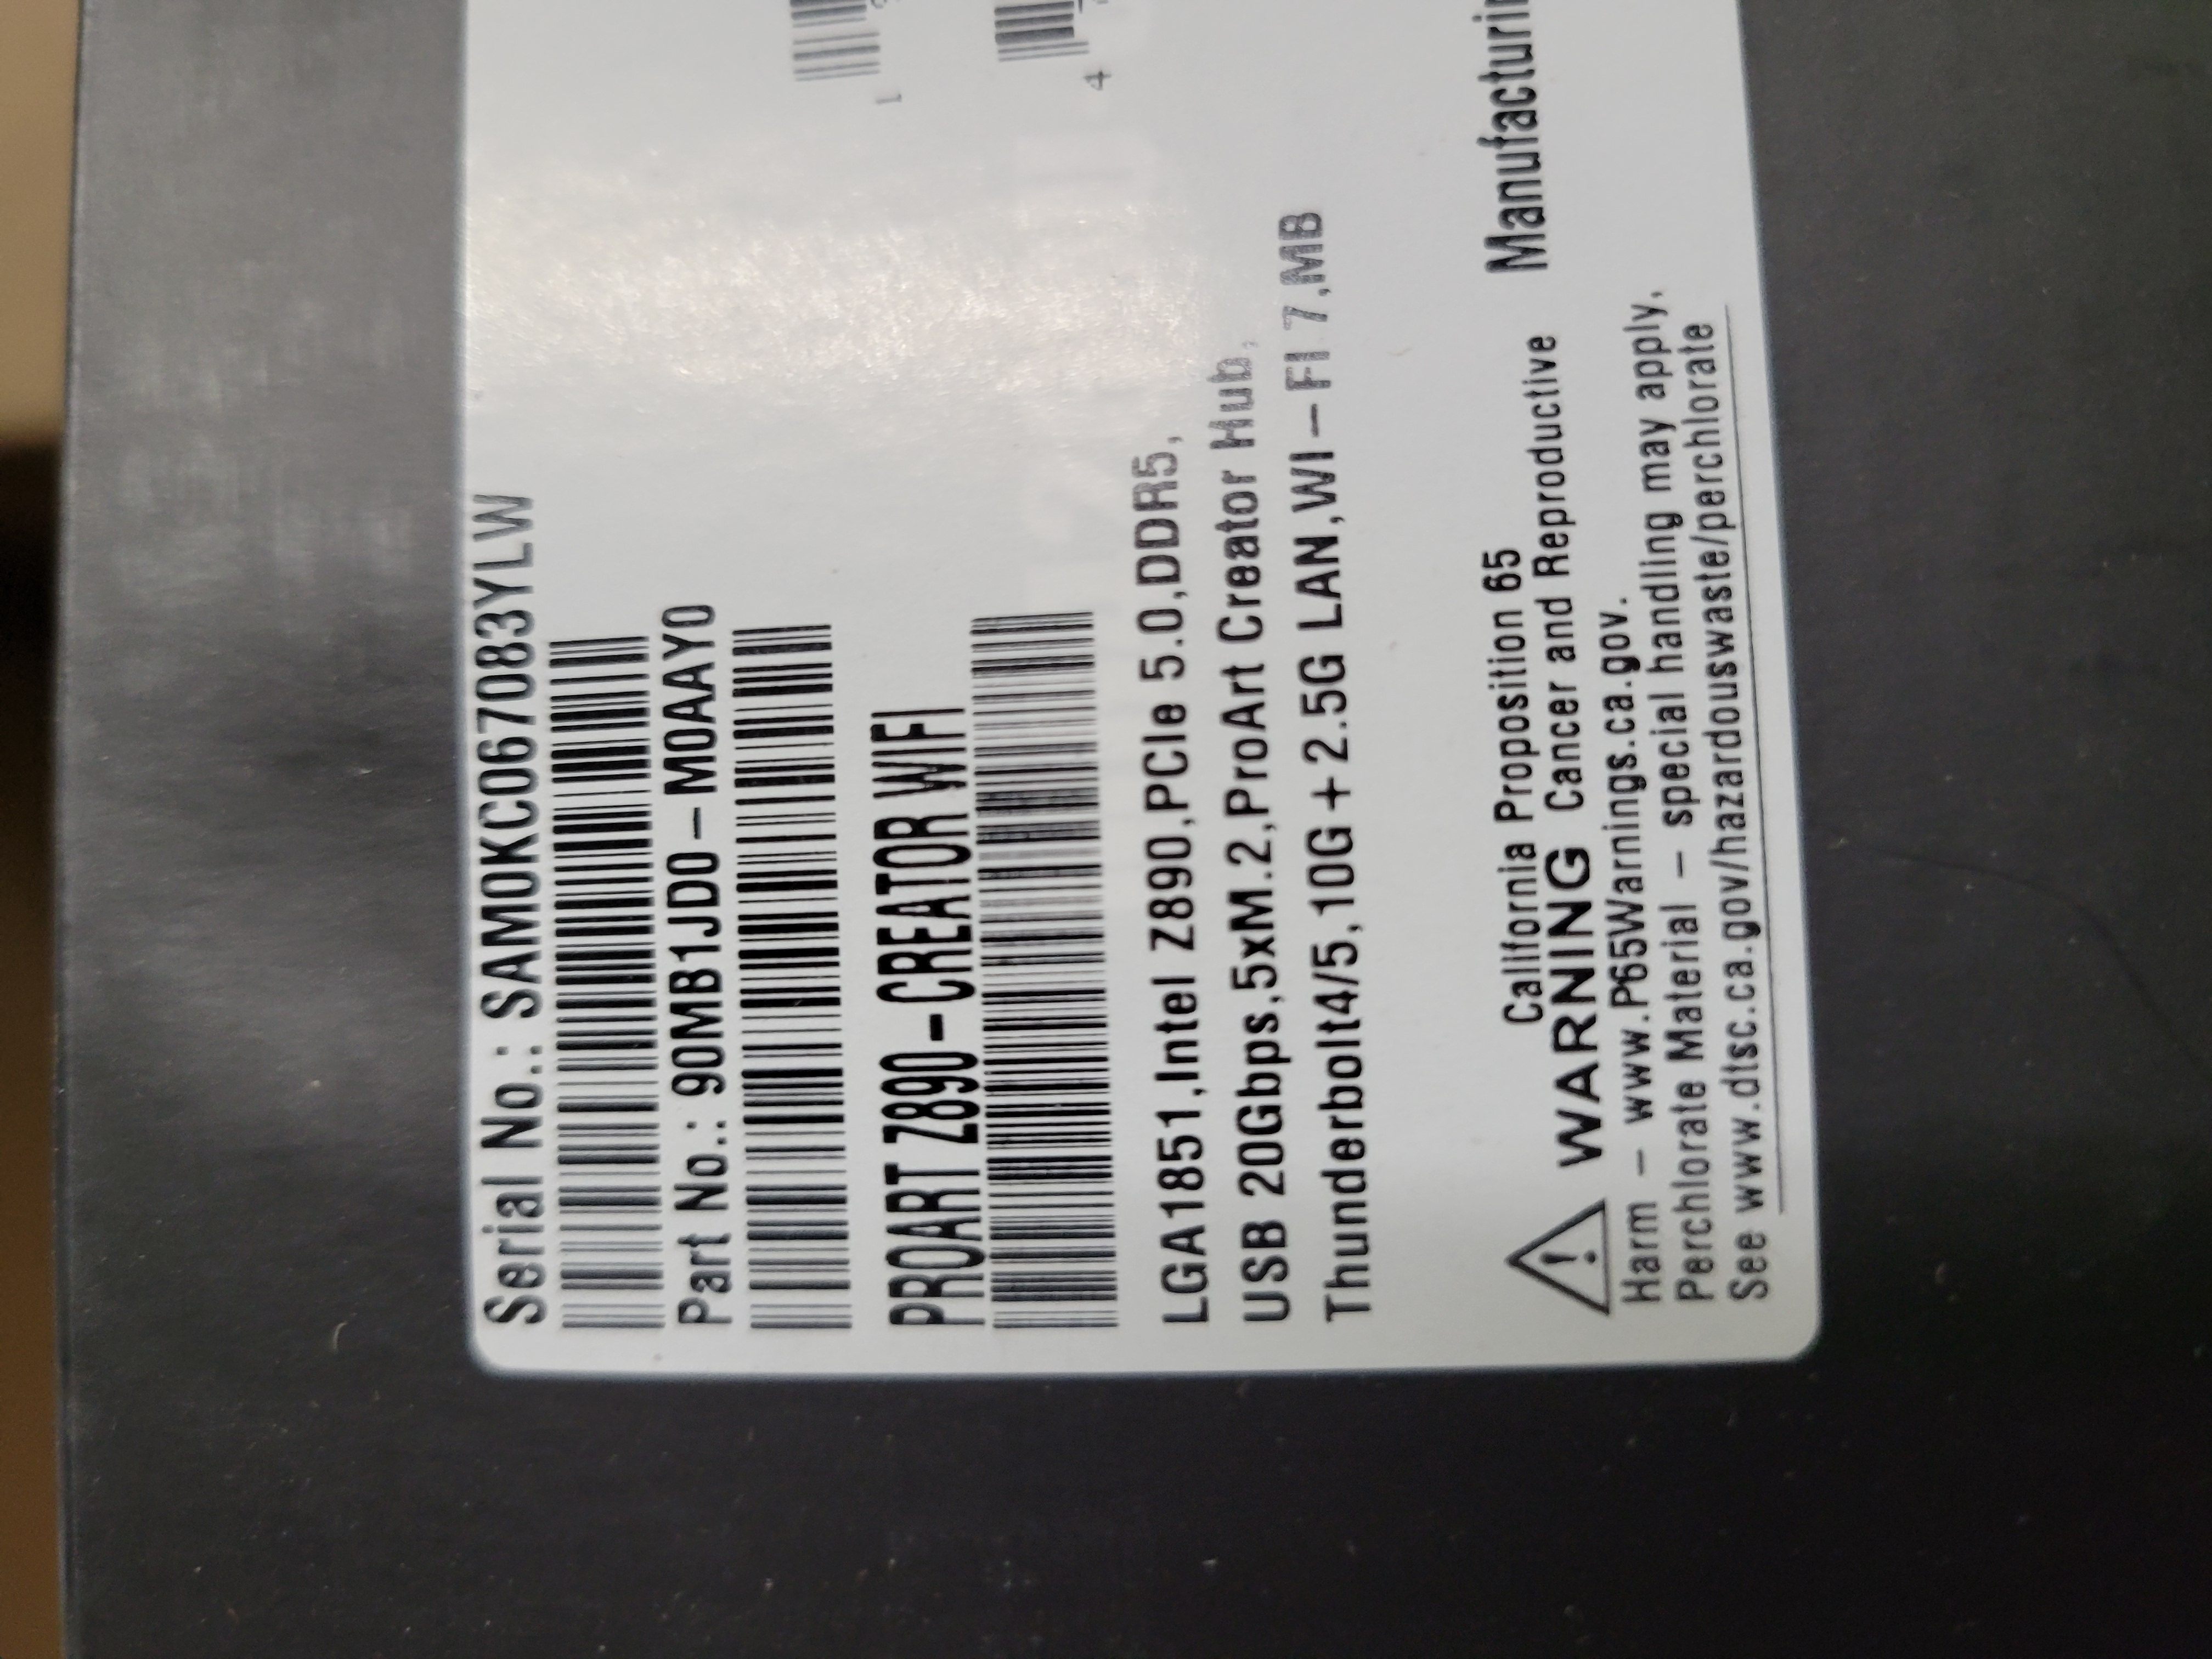 Serial No.: SAM0KC067083YLW
Part No.: 90MB1JD0-M0AAY0
PROART Z890-CREATOR WIFI
LGA1851,Intel Z890,PCIe 5.0,DDR5,
USB 20Gbps,5xM.2,ProArt Creator Hub,
Thunderbolt4/5,10G+2.5G LAN,WI-FI 7,MB
1
4
California Proposition 65
WARNING Cancer and Reproductive
Harm - www.P65Warnings.ca.gov.
Perchlorate Material - special handling may apply,
See www.dtsc.ca.gov/hazardouswaste/perchlorate